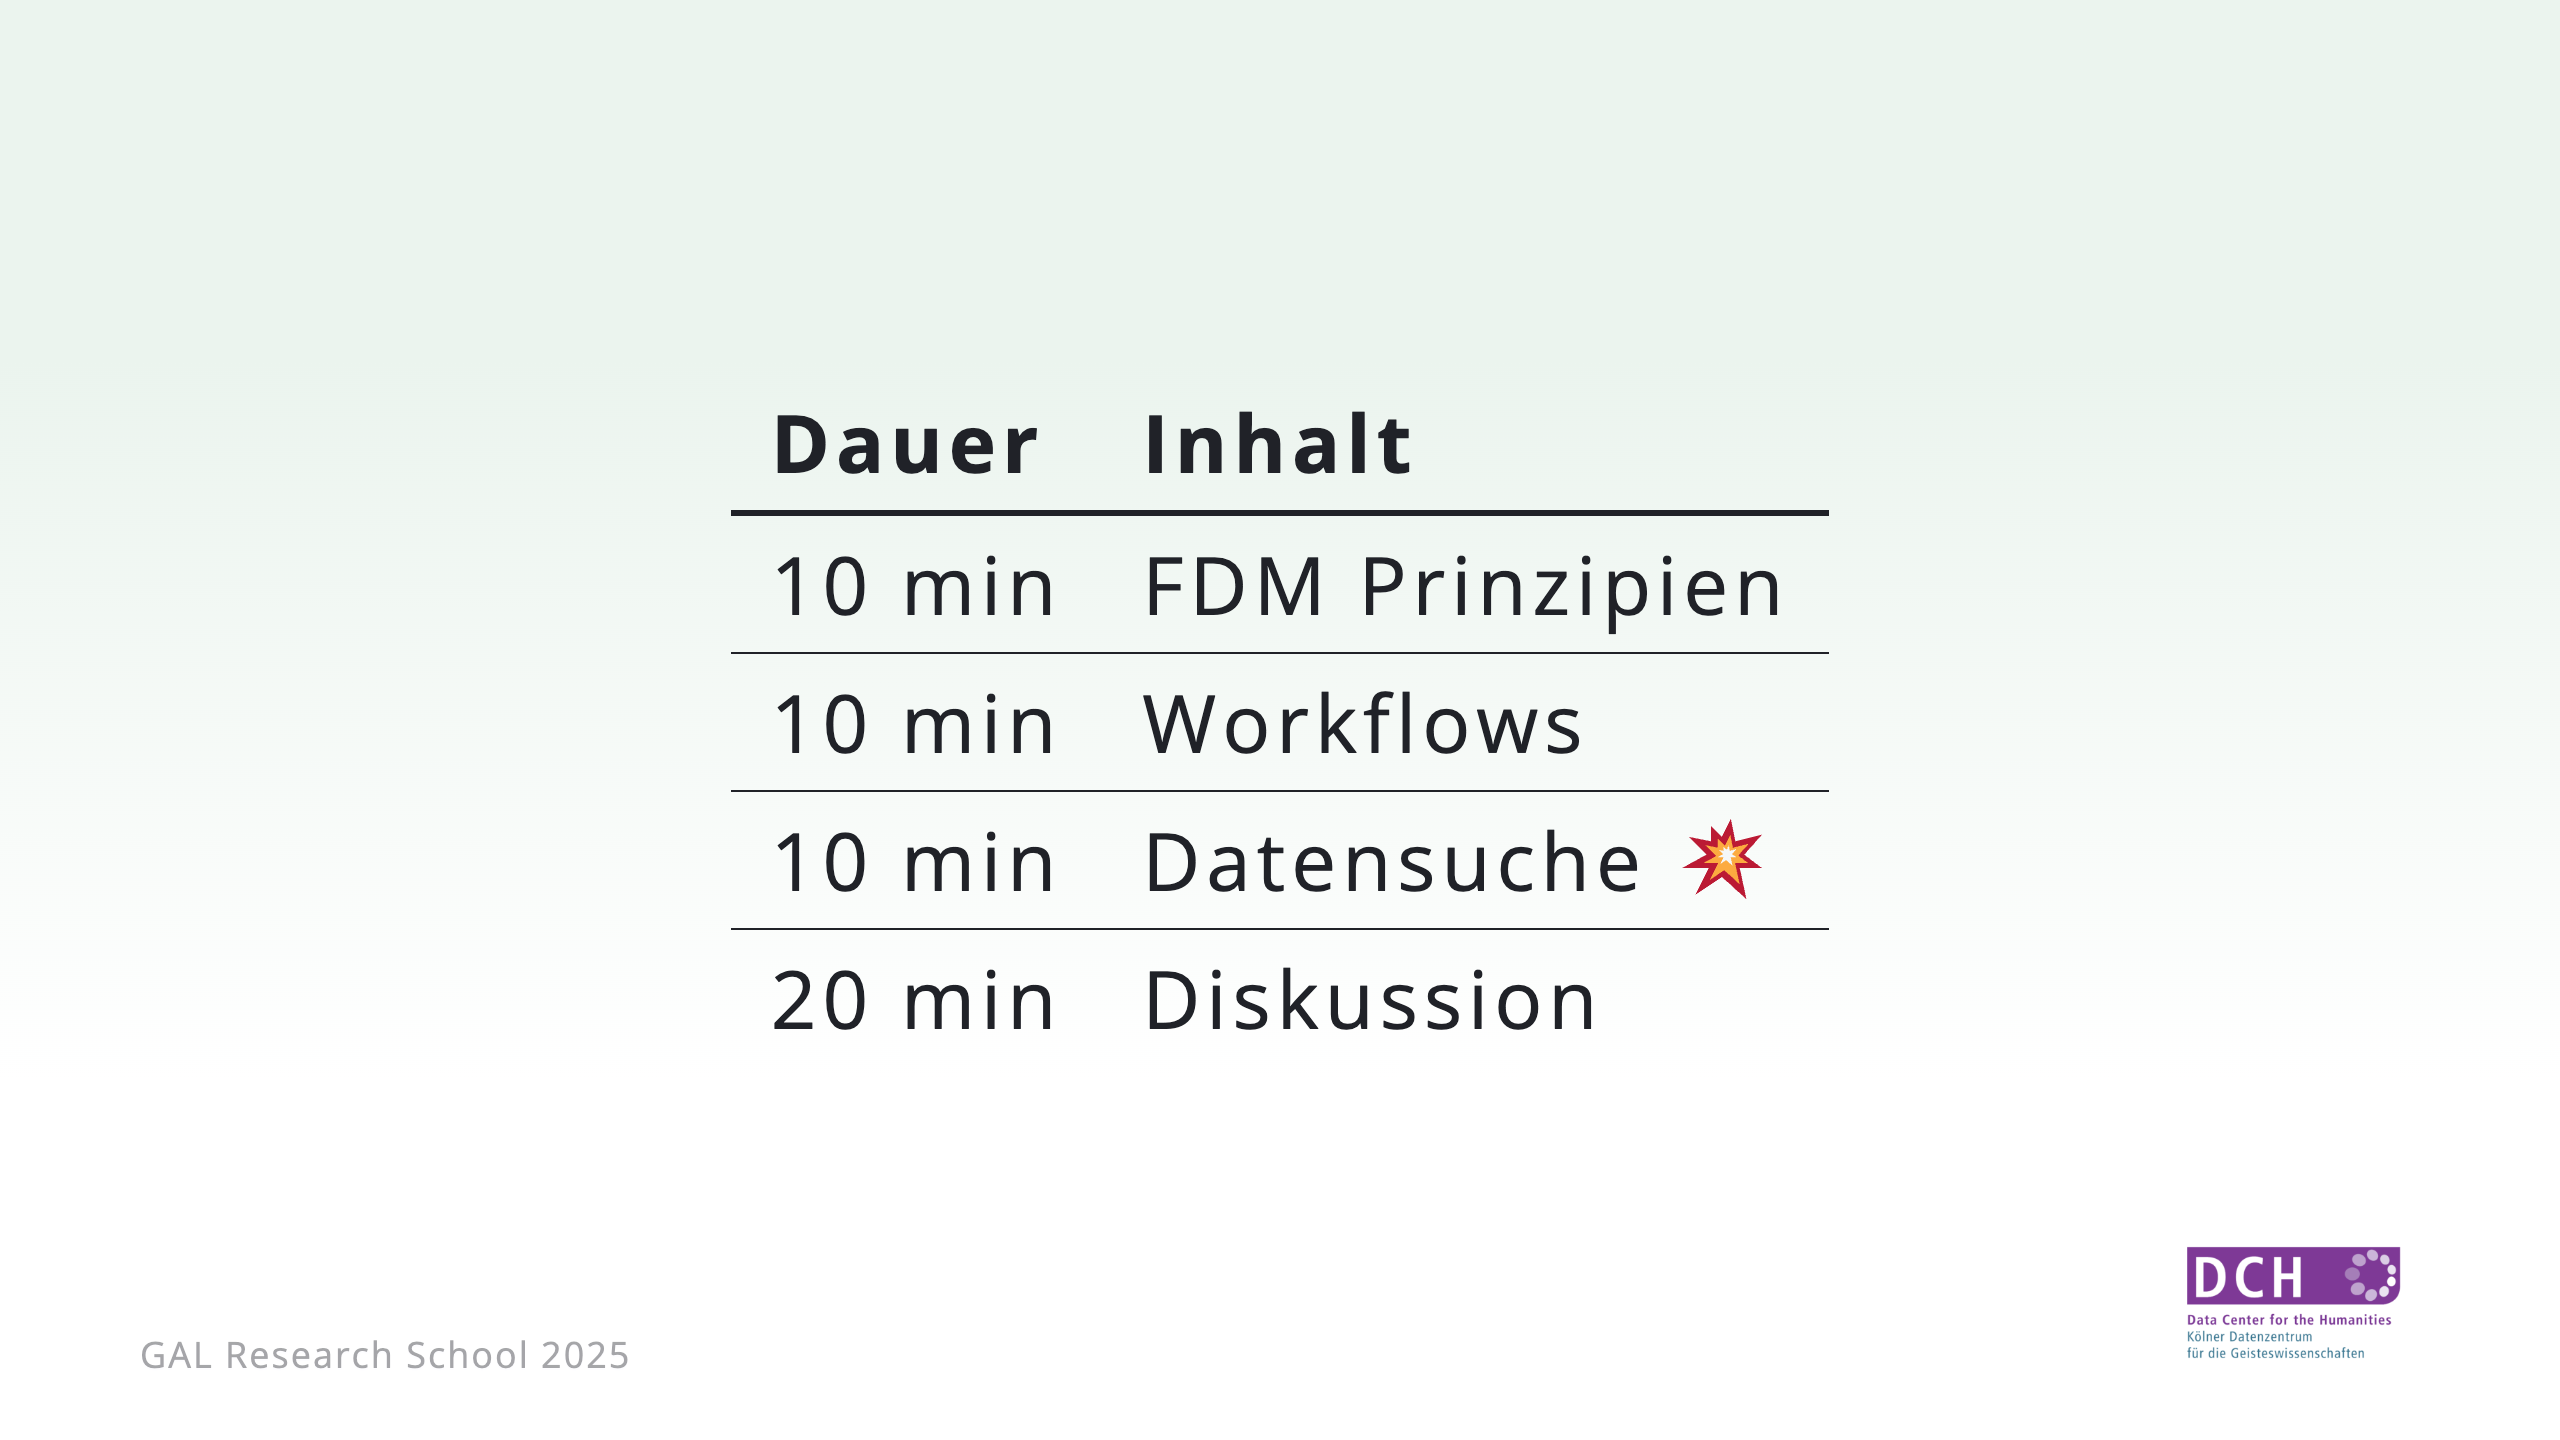 Dauer Inhalt
10 min FDM Prinzipien
10 min Workflows
10 min Datensuche 💥
20 min Diskussion
GAL Research School 2025
DCH
Data Center for the Humanities
Kölner Datenzentrum
für die Geisteswissenschaften